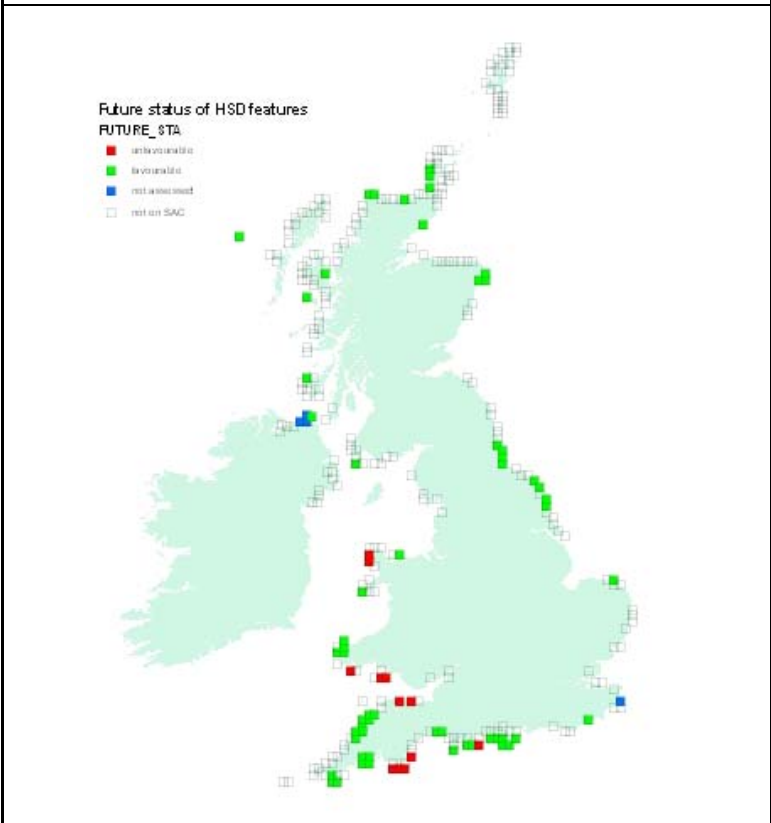 Future status of HSD features
FUTURE_STA
unfavourable
favourable
not assessed
not on SAC